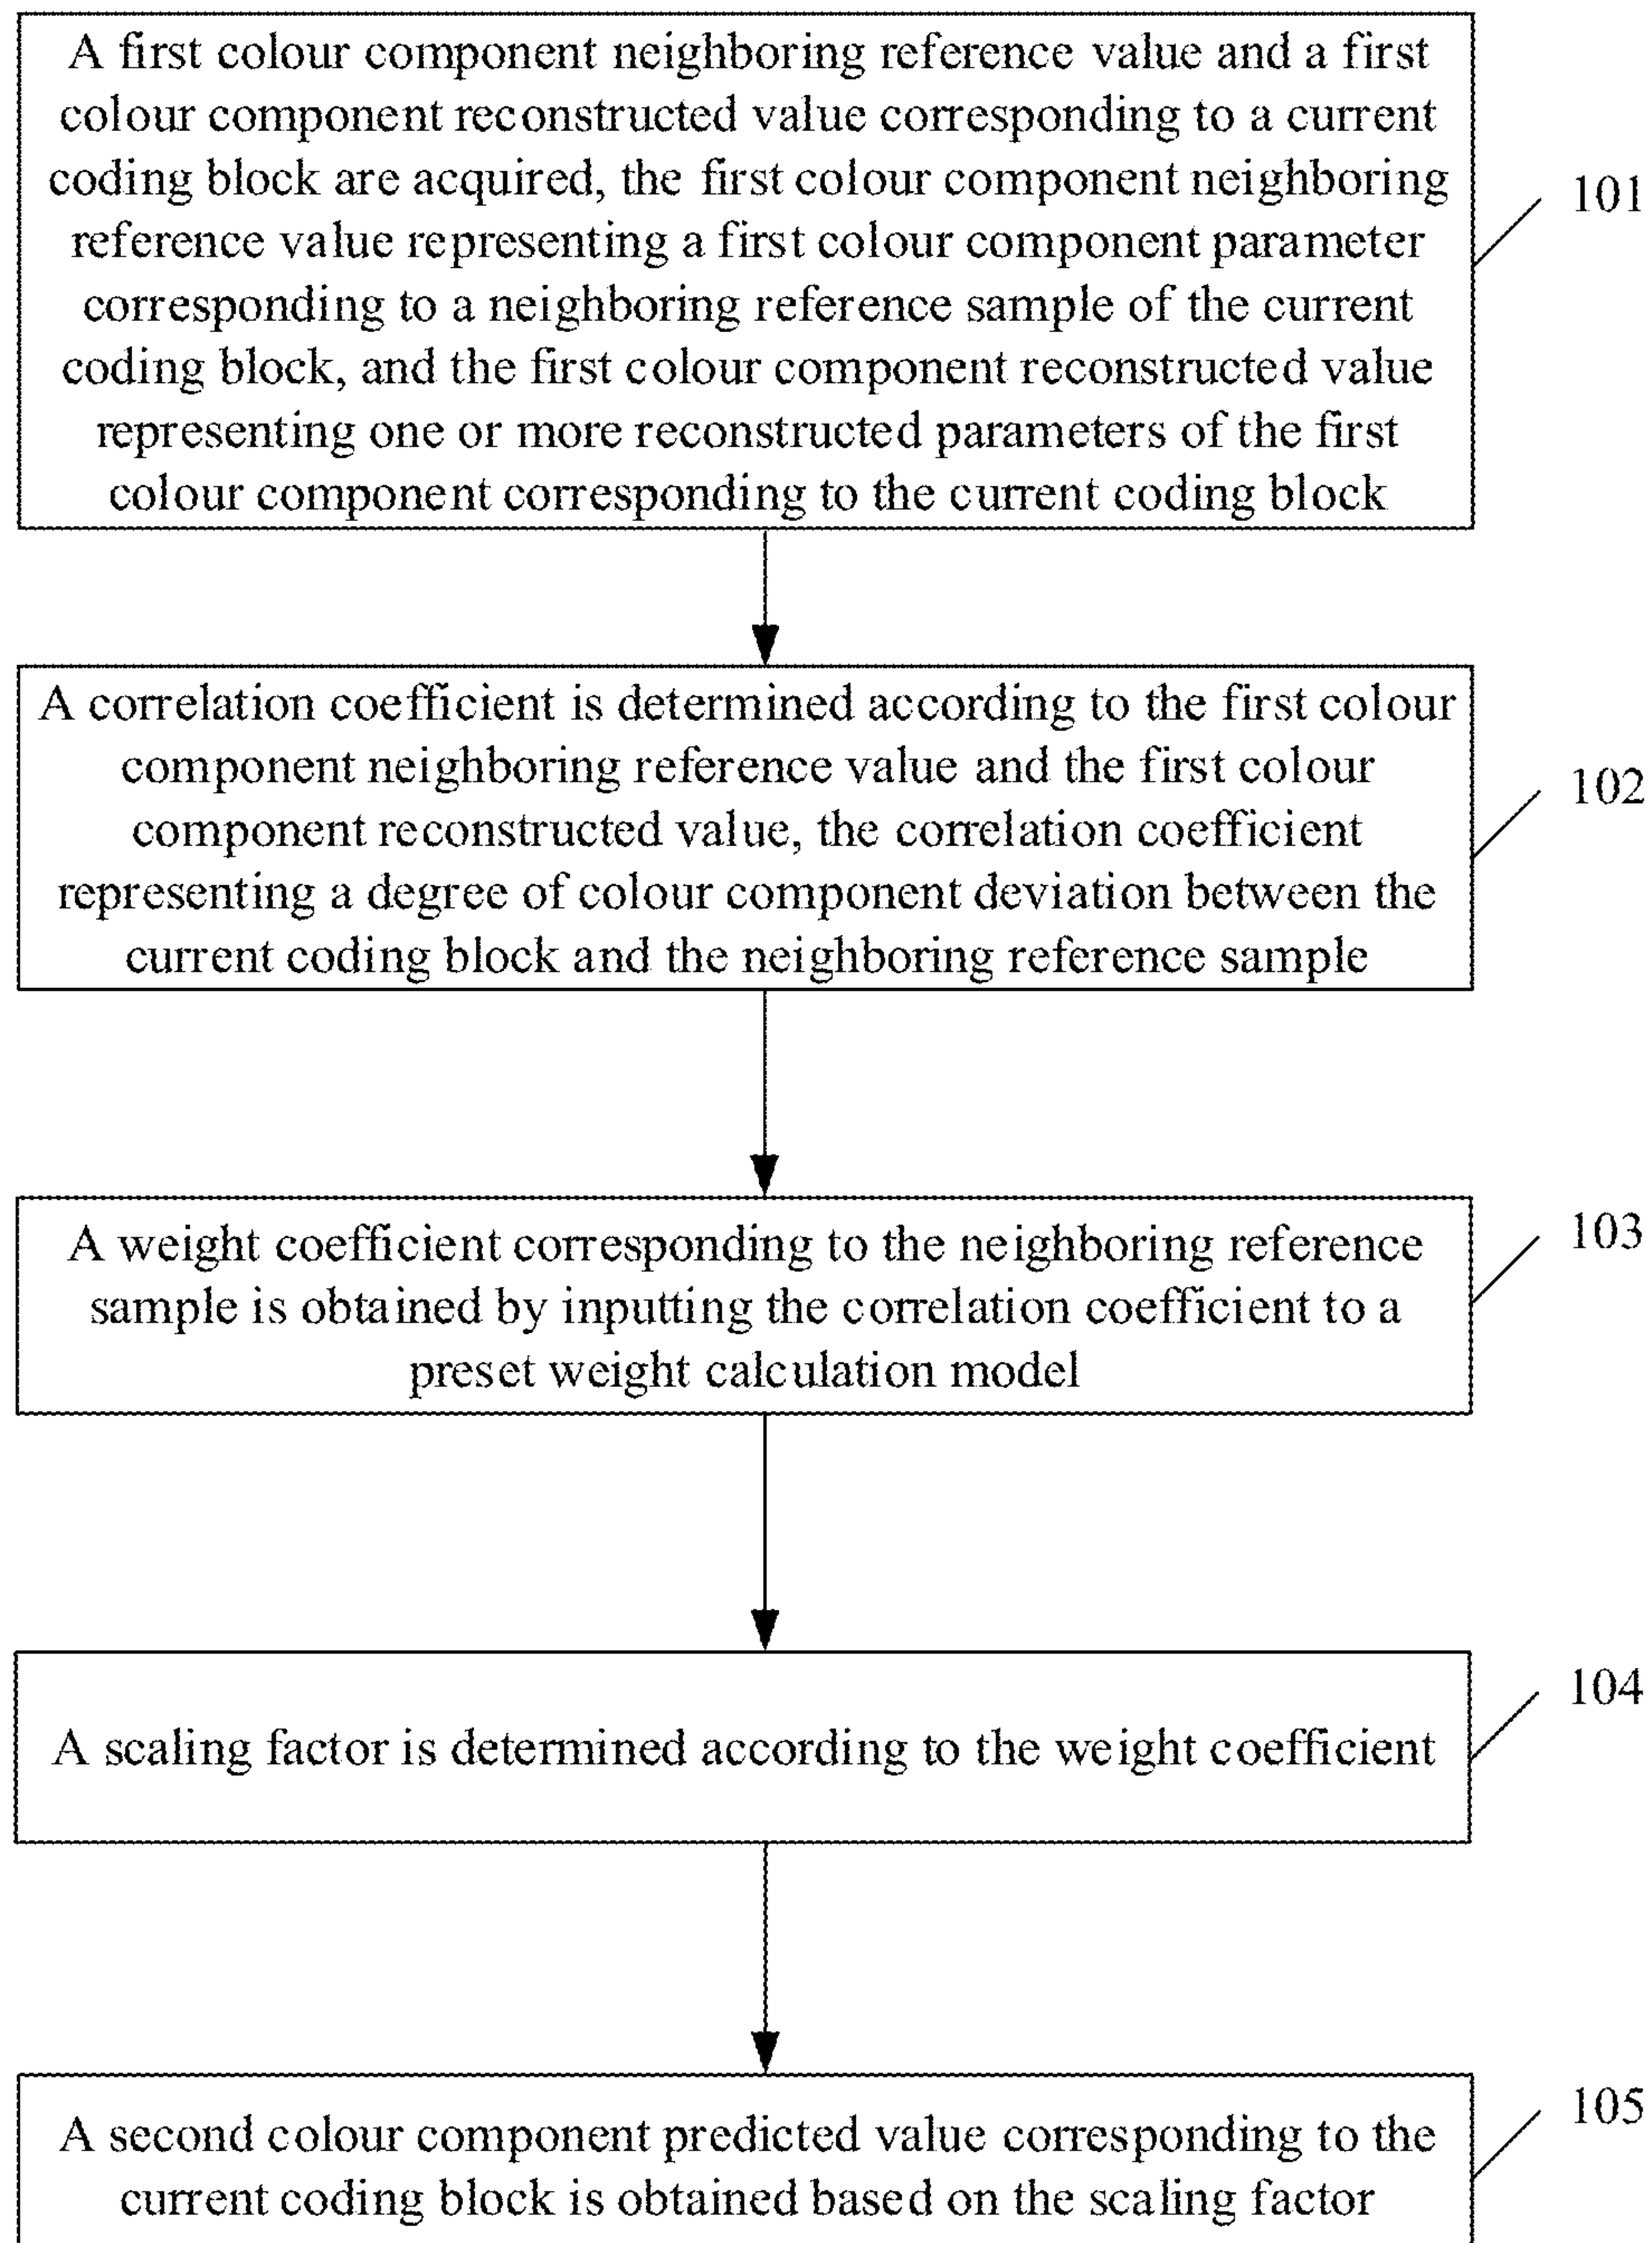 A first colour component neighboring reference value and a first
colour component reconstructed value corresponding to a current
coding block are acquired, the first colour component neighboring
reference value representing a first colour component parameter
corresponding to a neighboring reference sample of the current
coding block, and the first colour component reconstructed value
representing one or more reconstructed parameters of the first
colour component corresponding to the current coding block
101
A correlation coefficient is determined according to the first colour
component neighboring reference value and the first colour
component reconstructed value, the correlation coefficient
representing a degree of colour component deviation between the
current coding block and the neighboring reference sample
102
A weight coefficient corresponding to the neighboring reference
sample is obtained by inputting the correlation coefficient to a
preset weight calculation model
103
A scaling factor is determined according to the weight coefficient
104
A second colour component predicted value corresponding to the
current coding block is obtained based on the scaling factor
105